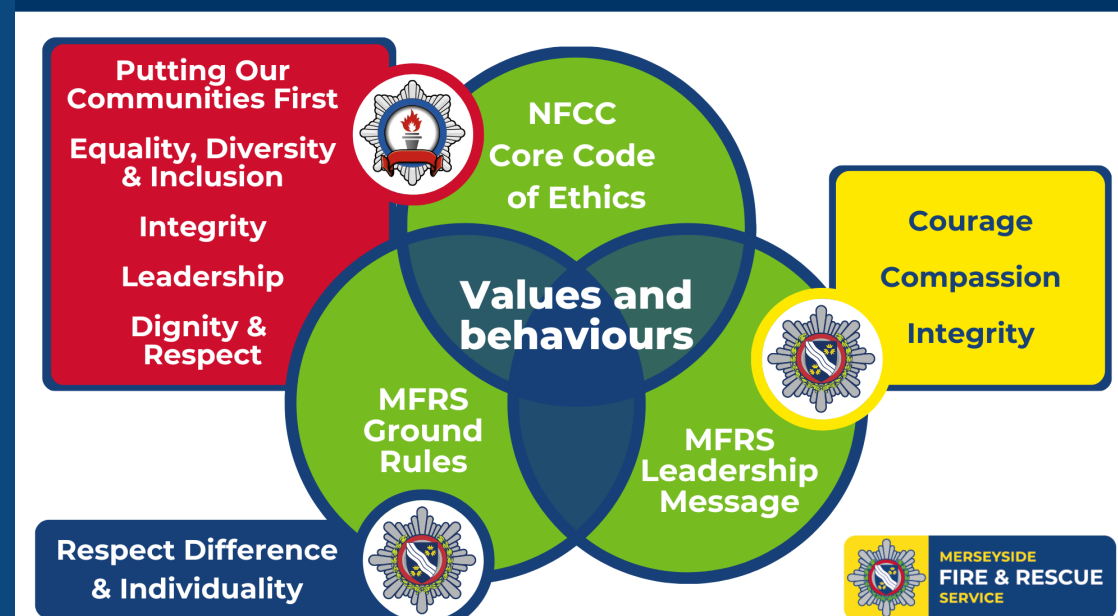 Putting Our
Communities First
Equality, Diversity
& Inclusion
Integrity
Leadership
Dignity &
Respect
NFCC
Core Code
of Ethics
Values and
behaviours
Courage
Compassion
Integrity
MFRS
Ground
Rules
MFRS
Leadership
Message
Respect Difference
& Individuality
MERSEYSIDE
FIRE & RESCUE
SERVICE